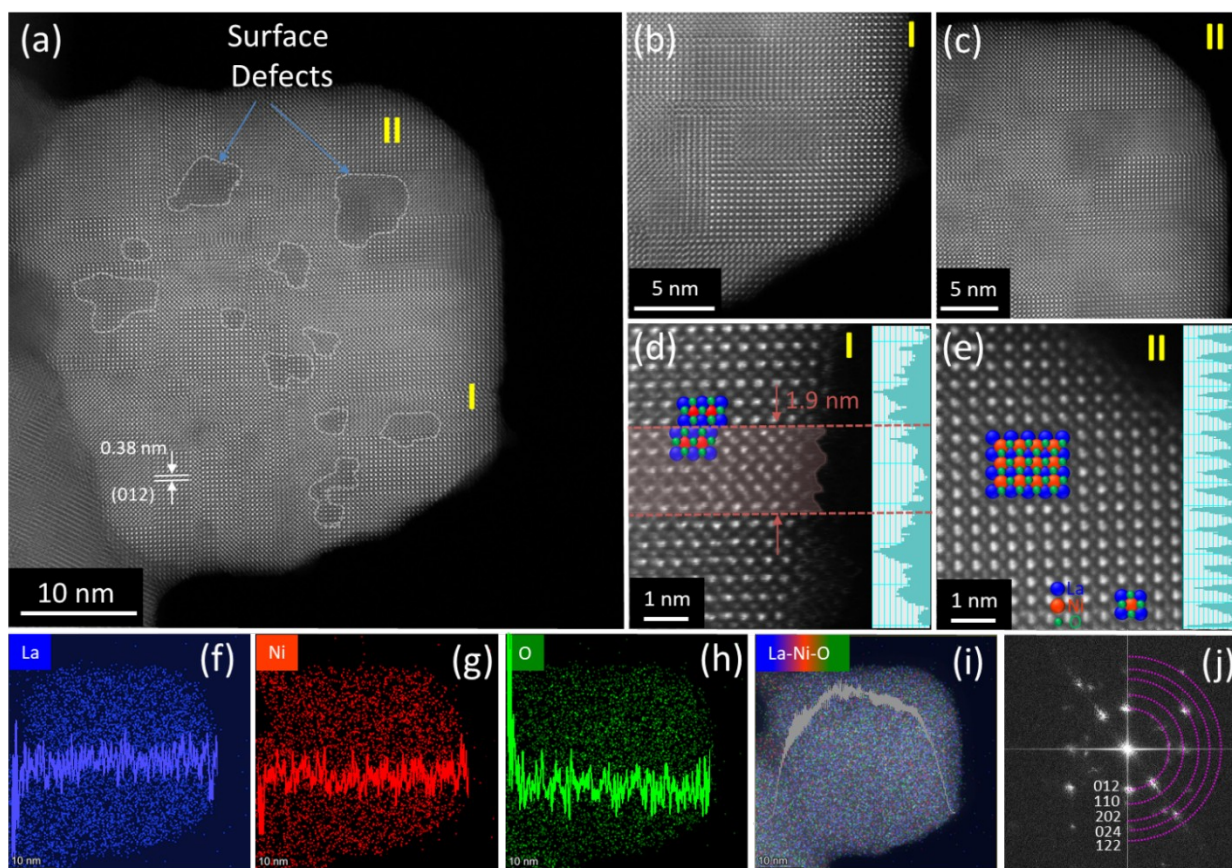 (a)
Surface
Defects
II
I
0.38 nm
(012)
10 nm
(b)
I
5 nm
(c)
II
5 nm
(d)
I
1.9 nm
1 nm
(e)
II
La
Ni
O
1 nm
La
(f)
10 nm
Ni
(g)
10 nm
O
(h)
10 nm
La-Ni-O
(i)
10 nm
(j)
012
110
202
024
122